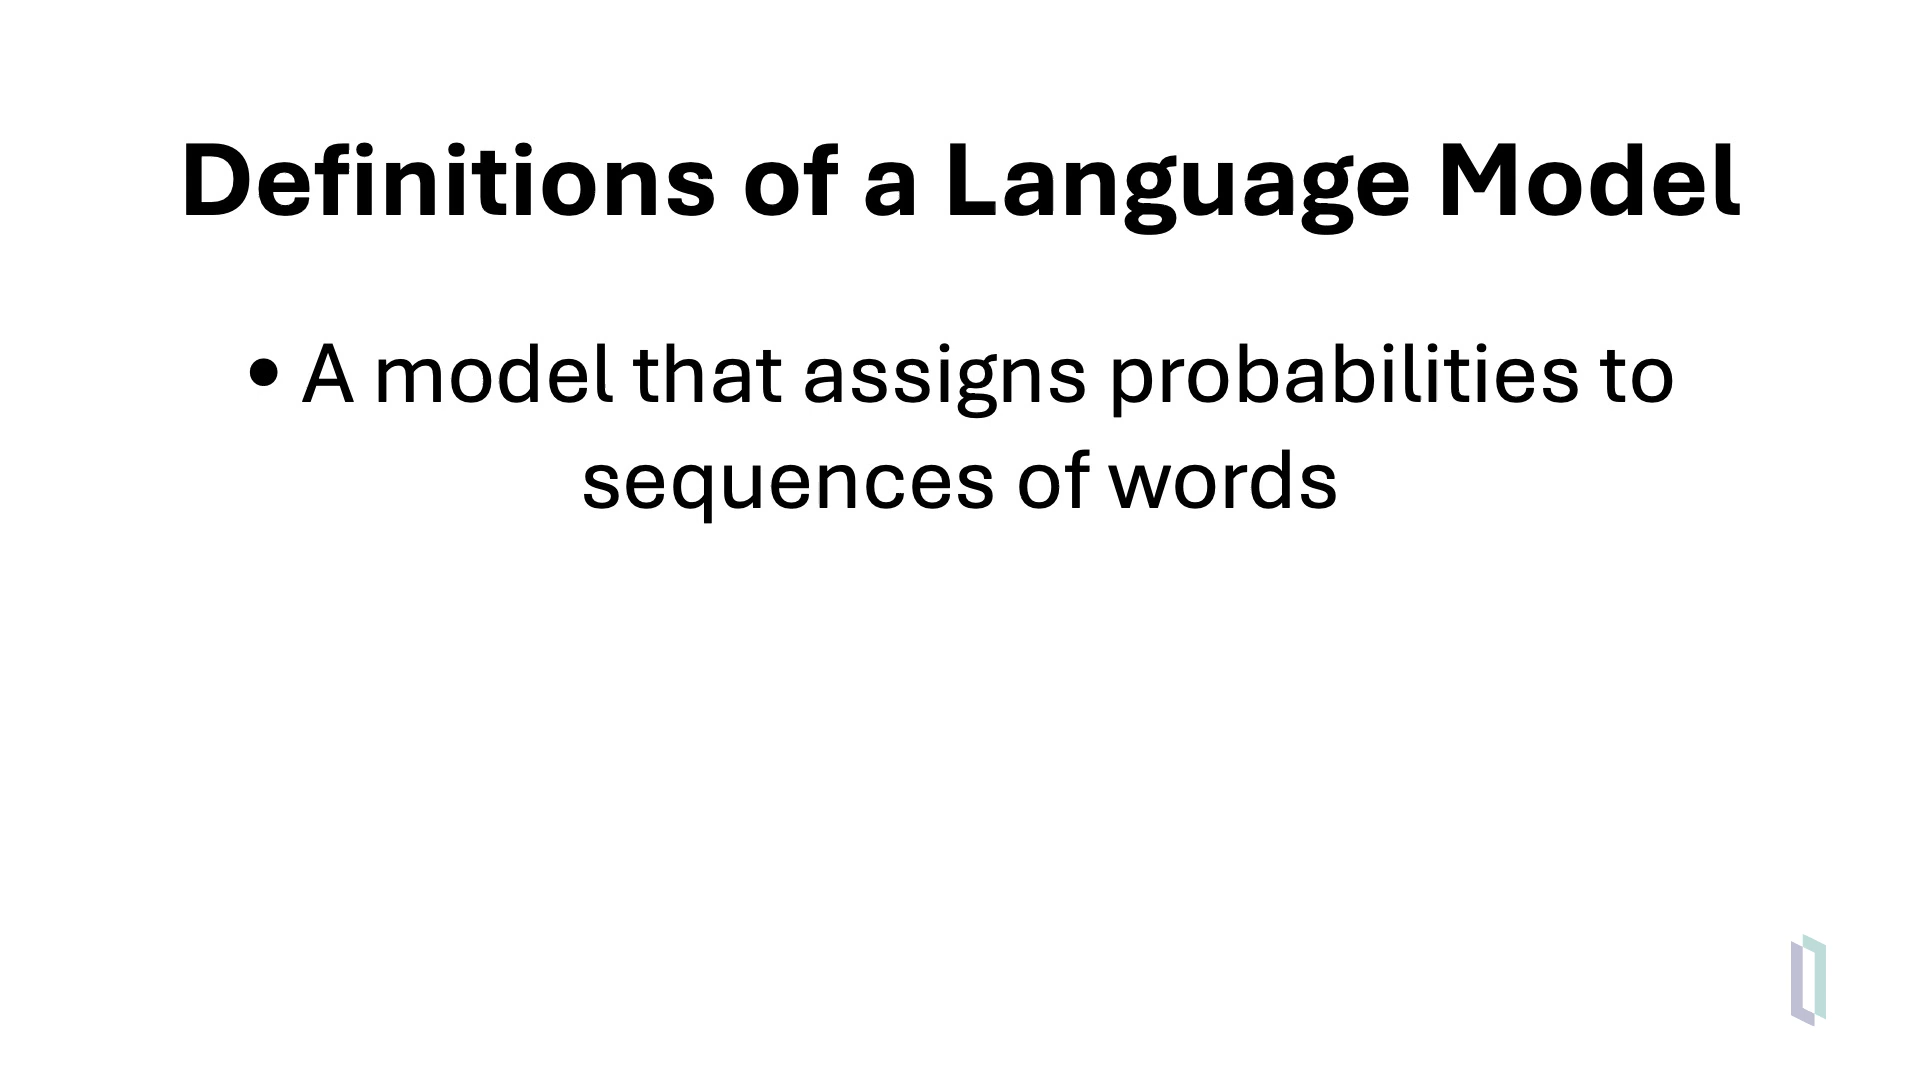 Definitions of a Language Model
• A model that assigns probabilities to
sequences of words